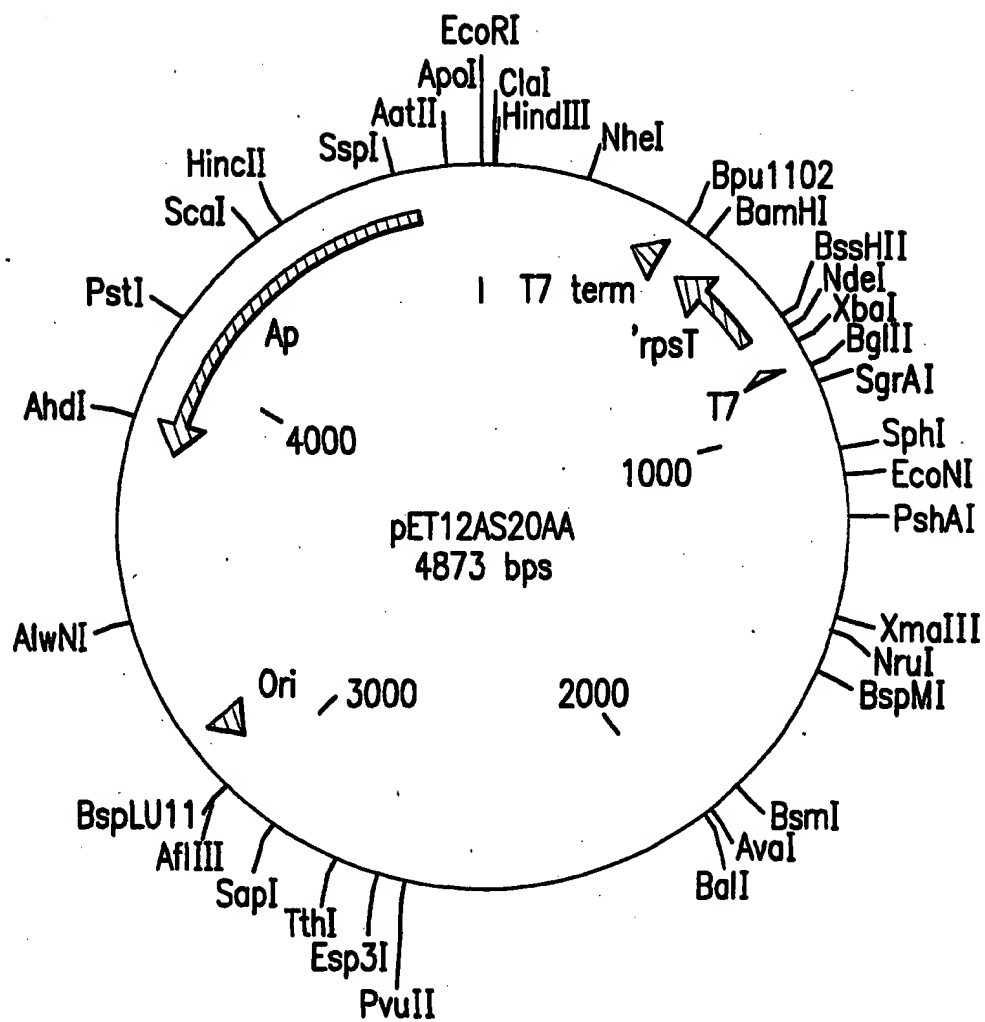 EcoRI
ApoI
ClaI
AatII
HindIII
SspI
NheI
HincII
Bpu1102
ScaI
BamHI
BssHII
NdeI
PstI
I
T7 term
XbaI
Ap
'rpsT
BglII
SgrAI
AhdI
T7
4000
SphI
1000
EcoNI
PshAI
pET12AS20AA
4873 bps
AlwNI
XmaIII
NruI
Ori
3000
2000
BspMI
BspLU11
BsmI
AflIII
AvaI
SapI
BalI
TthI
Esp3I
PvuII